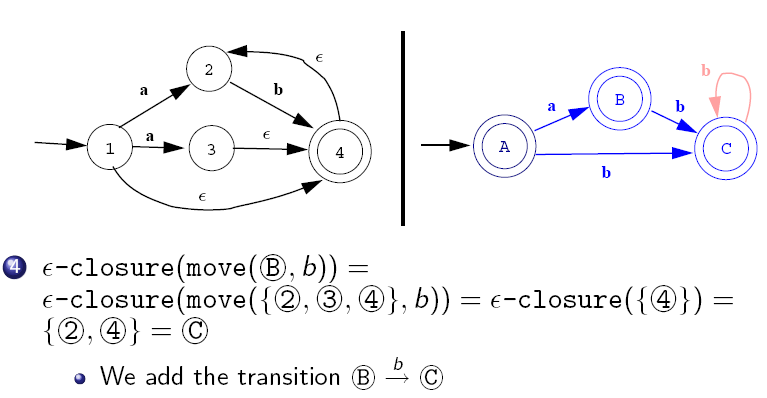 ϵ
2
a
b
a
ϵ
1
3
4
ϵ
b
B
a
b
A
C
b
4 ϵ-closure(move(Ⓑ, b)) =
ϵ-closure(move({②, ③, ④}, b)) = ϵ-closure({④}) =
{②, ④} = Ⓒ
• We add the transition Ⓑ →ᵇ Ⓒ